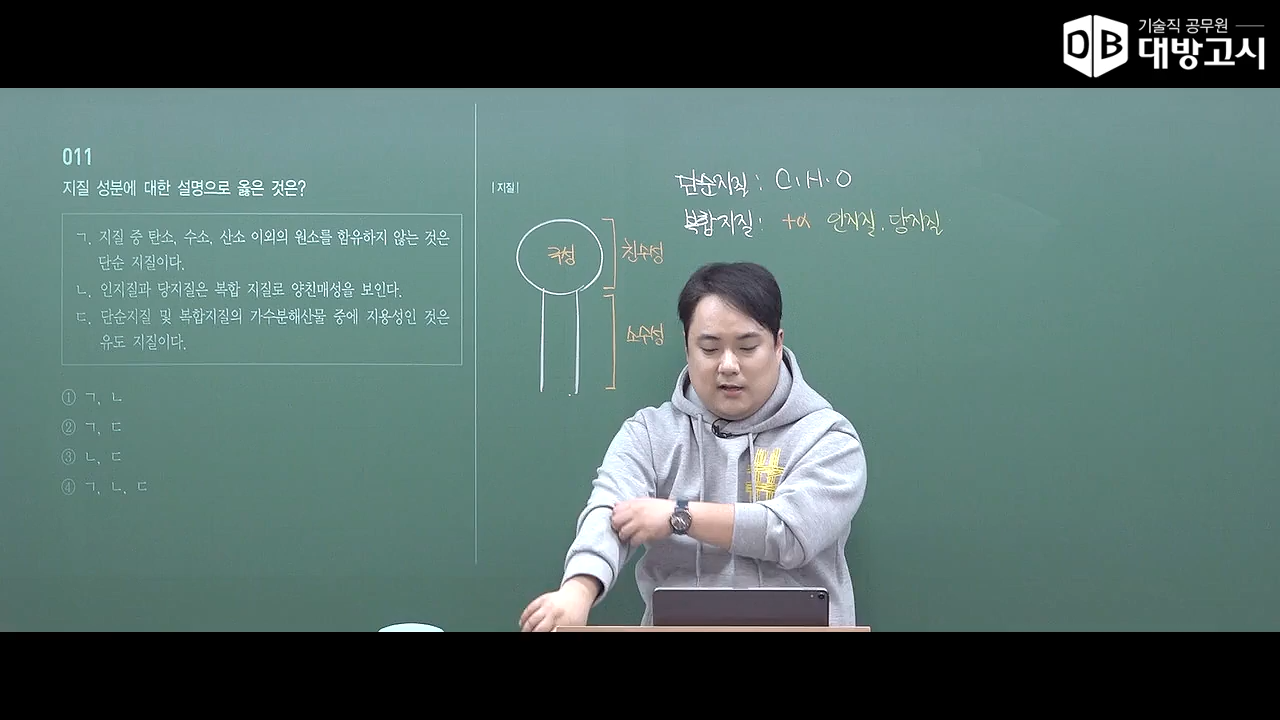 기술직 공무원
DB 대방고시
011
지질 성분에 대한 설명으로 옳은 것은?
ㄱ. 지질 중 탄소, 수소, 산소 이외의 원소를 함유하지 않는 것은
단순 지질이다.
ㄴ. 인지질과 당지질은 복합 지질로 양친매성을 보인다.
ㄷ. 단순지질 및 복합지질의 가수분해산물 중에 지용성인 것은
유도 지질이다.
① ㄱ, ㄴ
② ㄱ, ㄷ
③ ㄴ, ㄷ
④ ㄱ, ㄴ, ㄷ
| 지질 |
극성
친수성
소수성
단순지질 : C, H, O
복합지질 : +α 인지질, 당지질